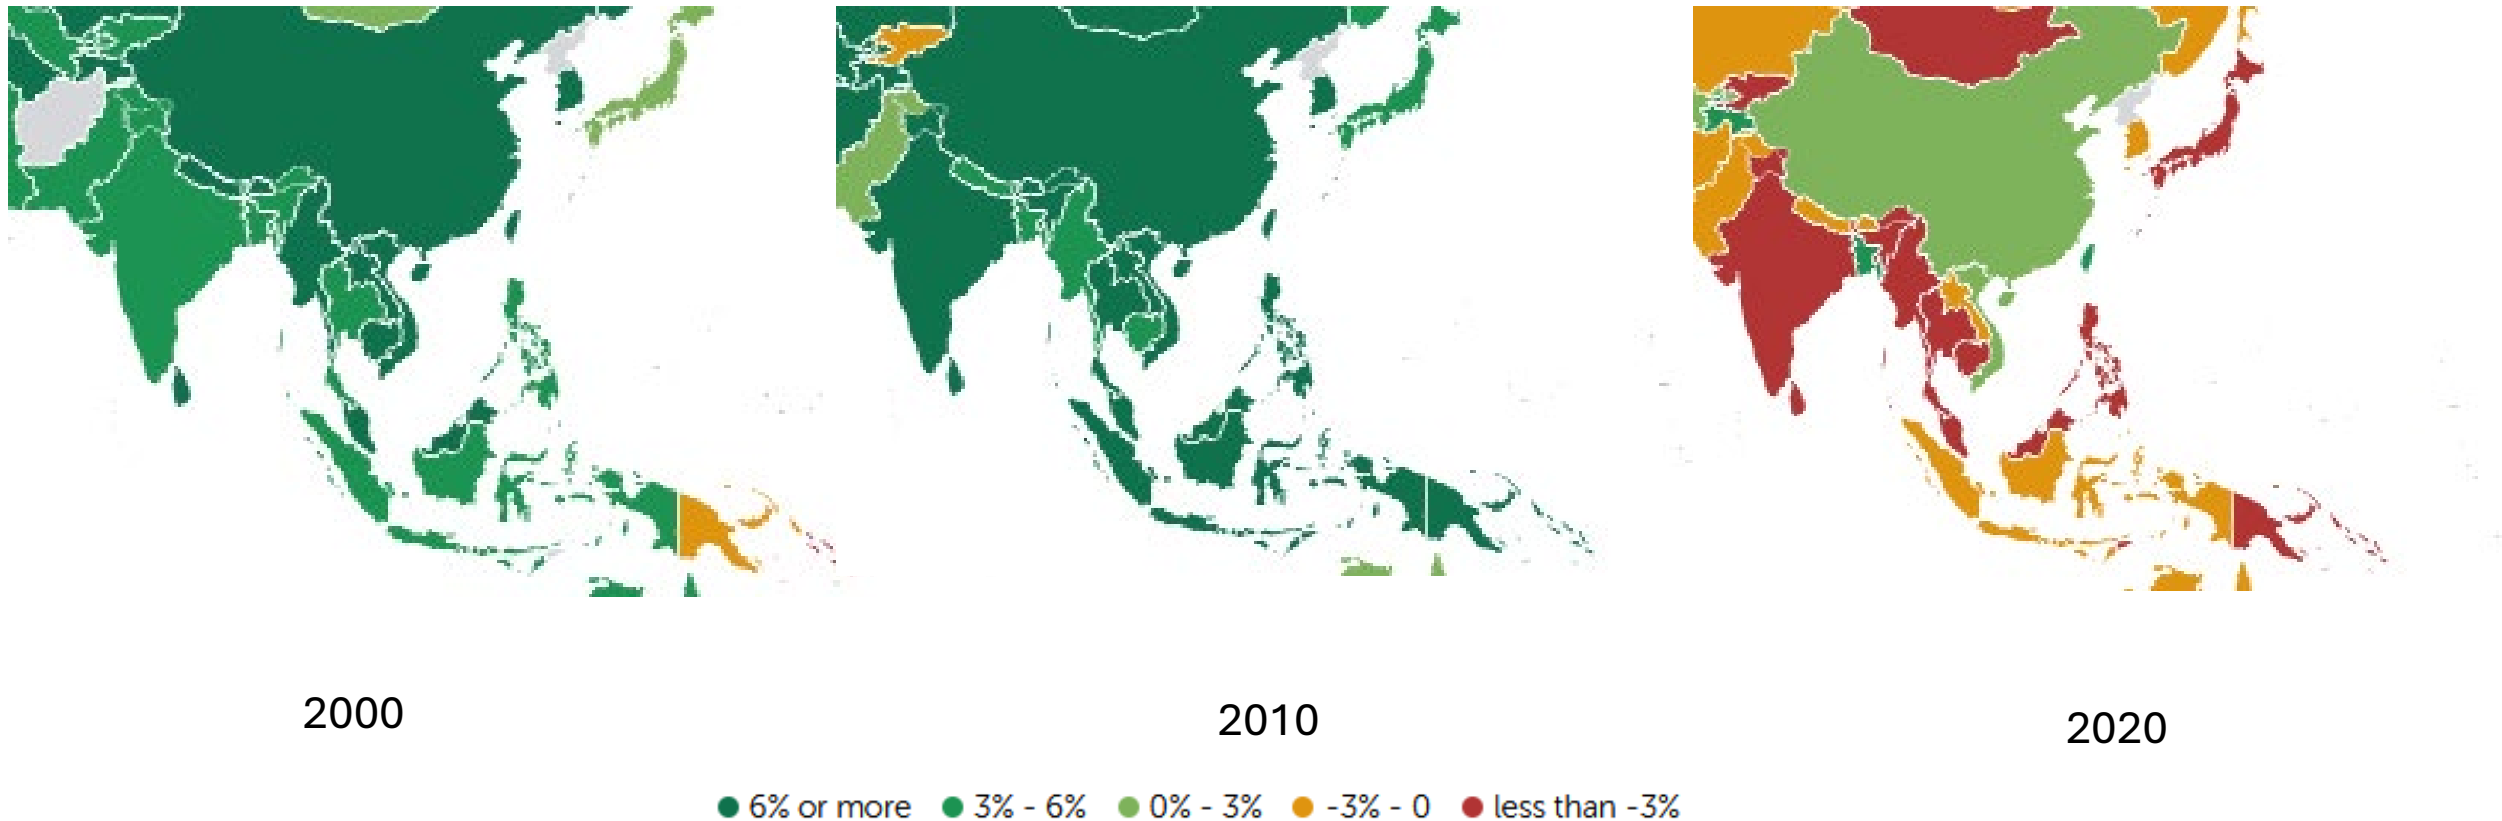 2000
2010
2020
6% or more 3% - 6% 0% - 3% -3% - 0 less than -3%